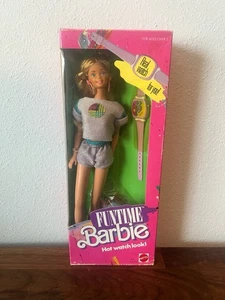 Real
watch
for you!
FUNTIME
Barbie
Hot watch look!
MATTEL